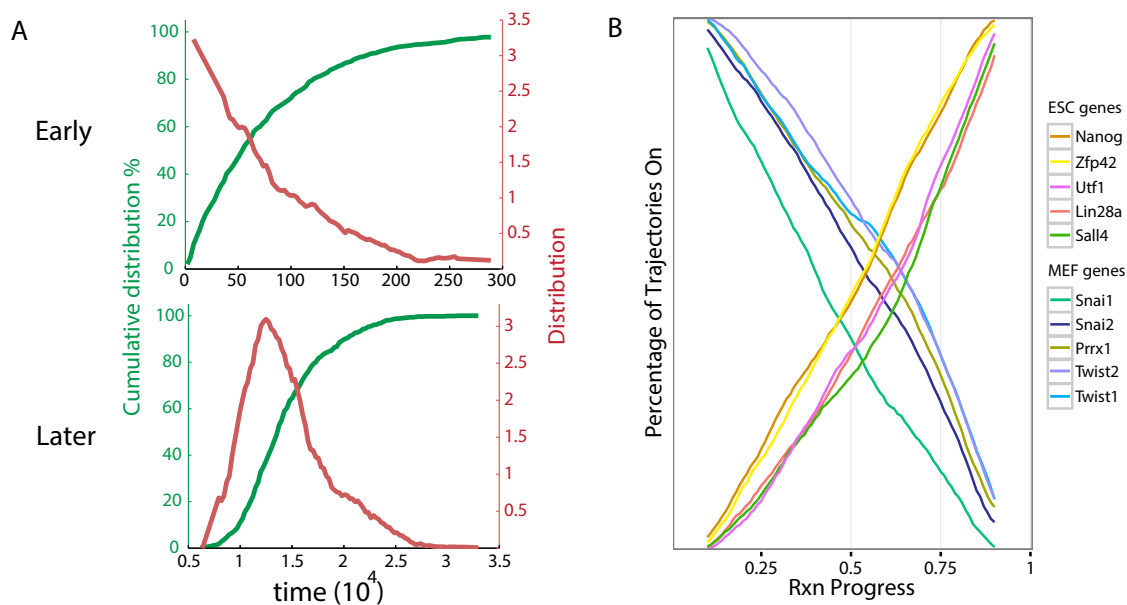 A
Early
Later
Cumulative distribution %
100
80
60
40
20
0
3.5
3
2.5
2
1.5
1
0.5
0
50
100
150
200
250
300
Distribution
100
80
60
40
20
0
3
2.5
2
1.5
1
0.5
0.5
1
1.5
2
2.5
3
3.5
time (10^4)
B
Percentage of Trajectories On
0.25
0.5
0.75
1
Rxn Progress
ESC genes
Nanog
Zfp42
Utf1
Lin28a
Sall4
MEF genes
Snai1
Snai2
Prrx1
Twist2
Twist1